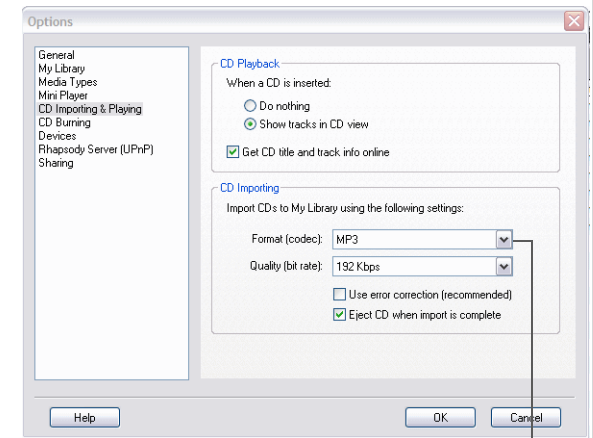 Options
General
My Library
Media Types
Mini Player
CD Importing & Playing
CD Burning
Devices
Rhapsody Server (UPnP)
Sharing
CD Playback
When a CD is inserted:
Do nothing
Show tracks in CD view
Get CD title and track info online
CD Importing
Import CDs to My Library using the following settings:
Format (codec): MP3
Quality (bit rate): 192 Kbps
Use error correction (recommended)
Eject CD when import is complete
Help OK Cancel